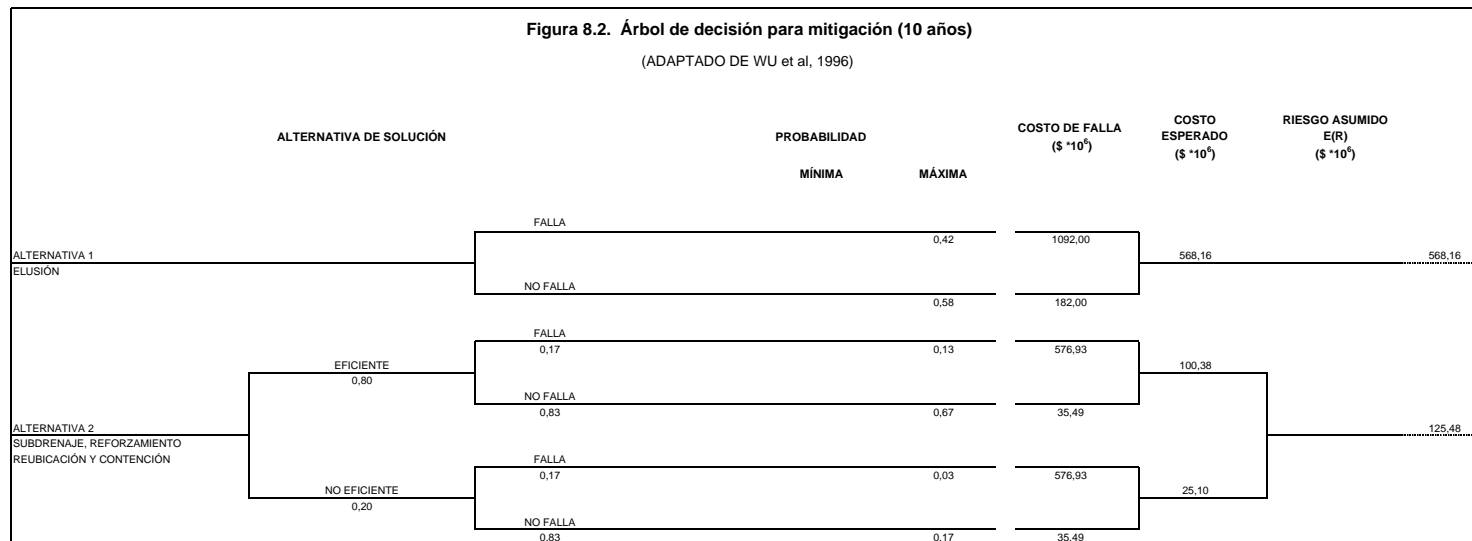 Figura 8.2. Árbol de decisión para mitigación (10 años)
(ADAPTADO DE WU et al, 1996)
ALTERNATIVA DE SOLUCIÓN
PROBABILIDAD
MÍNIMA
MÁXIMA
COSTO DE FALLA
($ *10⁶)
COSTO
ESPERADO
($ *10⁶)
RIESGO ASUMIDO
E(R)
($ *10⁶)
FALLA
0,42 1092,00
ALTERNATIVA 1 568,16 568,16
ELUSIÓN
NO FALLA
0,58 182,00
FALLA
0,17 0,13 576,93
EFICIENTE 100,38
0,80
NO FALLA
0,83 0,67 35,49
ALTERNATIVA 2 125,48
SUBDRENAJE, REFORZAMIENTO
REUBICACIÓN Y CONTENCIÓN
FALLA
0,17 0,03 576,93
NO EFICIENTE 25,10
0,20
NO FALLA
0,83 0,17 35,49